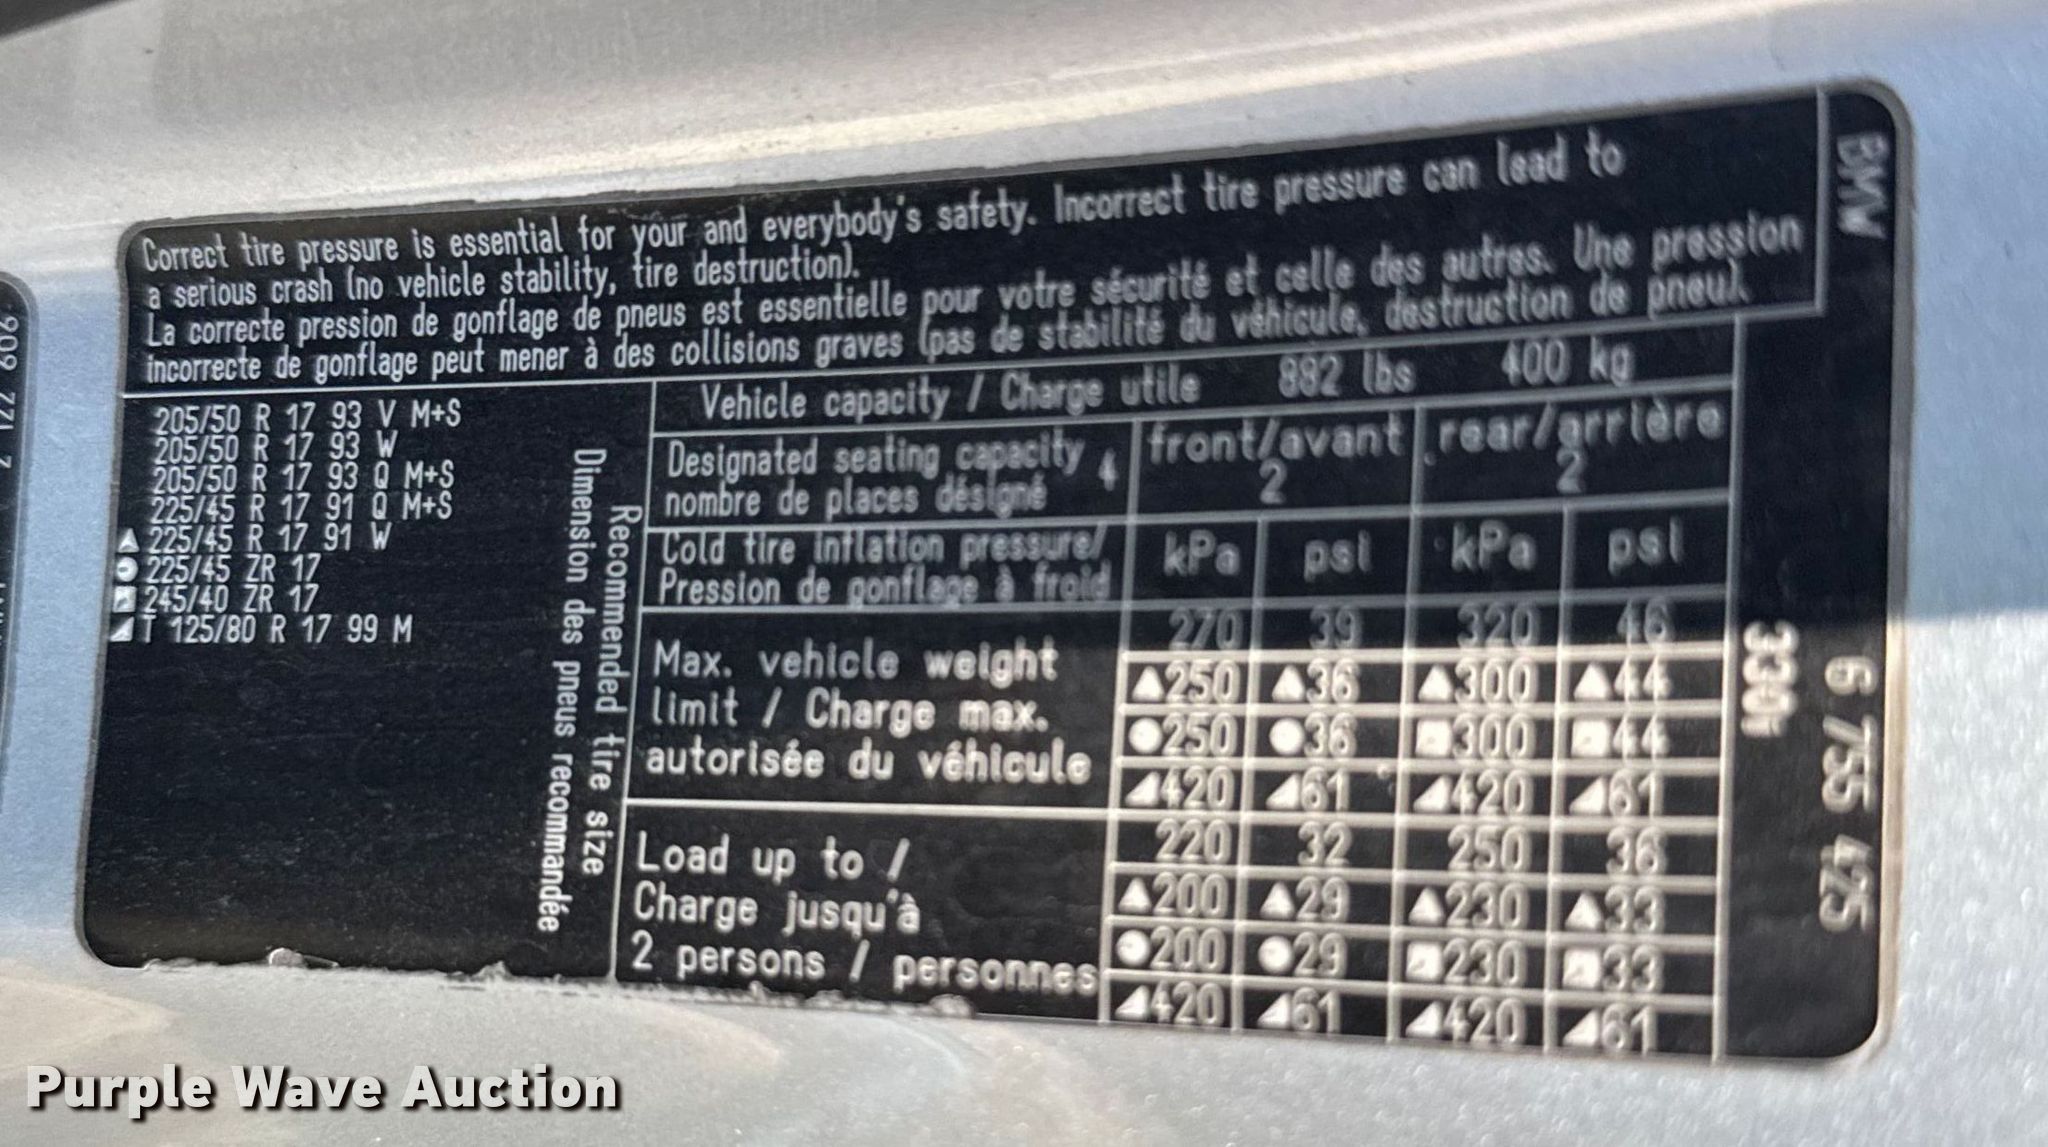 Correct tire pressure is essential for your and everybody's safety. Incorrect tire pressure can lead to
a serious crash (no vehicle stability, tire destruction).
La correcte pression de gonflage de pneus est essentielle pour votre sécurité et celle des autres. Une pression
incorrecte de gonflage peut mener à des collisions graves (pas de stabilité du véhicule, destruction de pneu).
BMW
205/50 R 17 93 V M+S
205/50 R 17 93 W
205/50 R 17 93 Q M+S
225/45 R 17 91 Q M+S
225/45 R 17 91 W
225/45 ZR 17
245/40 ZR 17
T 125/80 R 17 99 M
Recommended tire size
Dimension des pneus recommandée
Vehicle capacity / Charge utile 882 lbs 400 kg
Designated seating capacity 4
nombre de places désigné
front/avant rear/arrière
2 2
Cold tire inflation pressure/
Pression de gonflage à froid
kPa psi kPa psi
Max. vehicle weight
limit / Charge max.
autorisée du véhicule
270 39 320 46
250 36 300 44
250 36 300 44
420 61 420 61
Load up to /
Charge jusqu'à
2 persons / personnes
220 32 250 36
200 29 230 33
200 29 230 33
420 61 420 61
330i
6 755 425
Purple Wave Auction